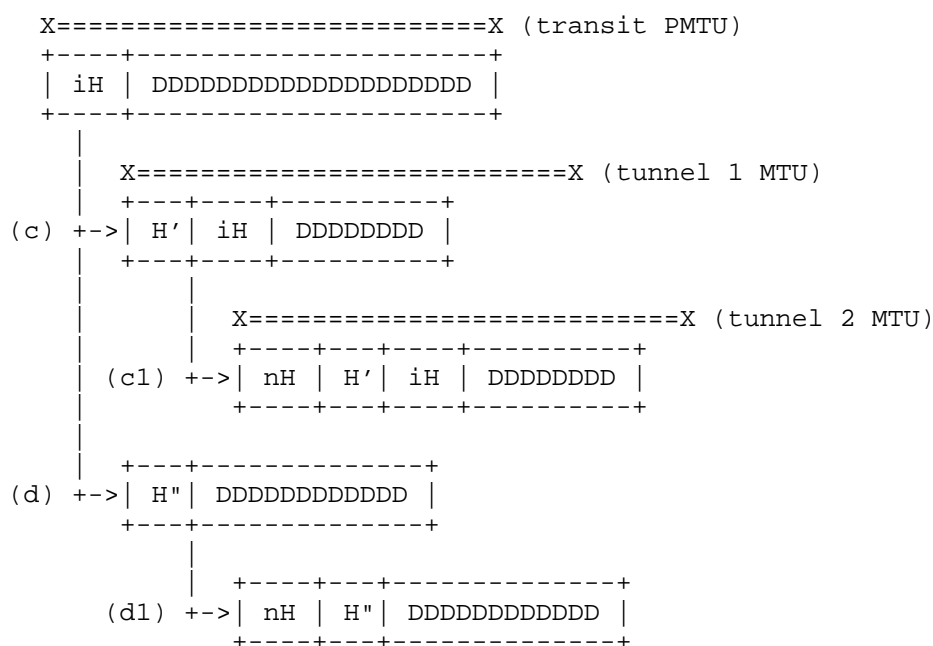 X===========================X (transit PMTU)
+----+----------------------+
| iH | DDDDDDDDDDDDDDDDDDDD |
+----+----------------------+
|
| X===========================X (tunnel 1 MTU)
| +---+----+----------+
(c) +->| H'| iH | DDDDDDDD |
| +---+----+----------+
| |
| | X===========================X (tunnel 2 MTU)
| | +----+---+----+----------+
| (c1) +->| nH | H'| iH | DDDDDDDD |
| +----+---+----+----------+
|
| +---+--------------+
(d) +->| H"| DDDDDDDDDDDD |
+---+--------------+
|
| +----+---+--------------+
(d1) +->| nH | H"| DDDDDDDDDDDD |
+----+---+--------------+